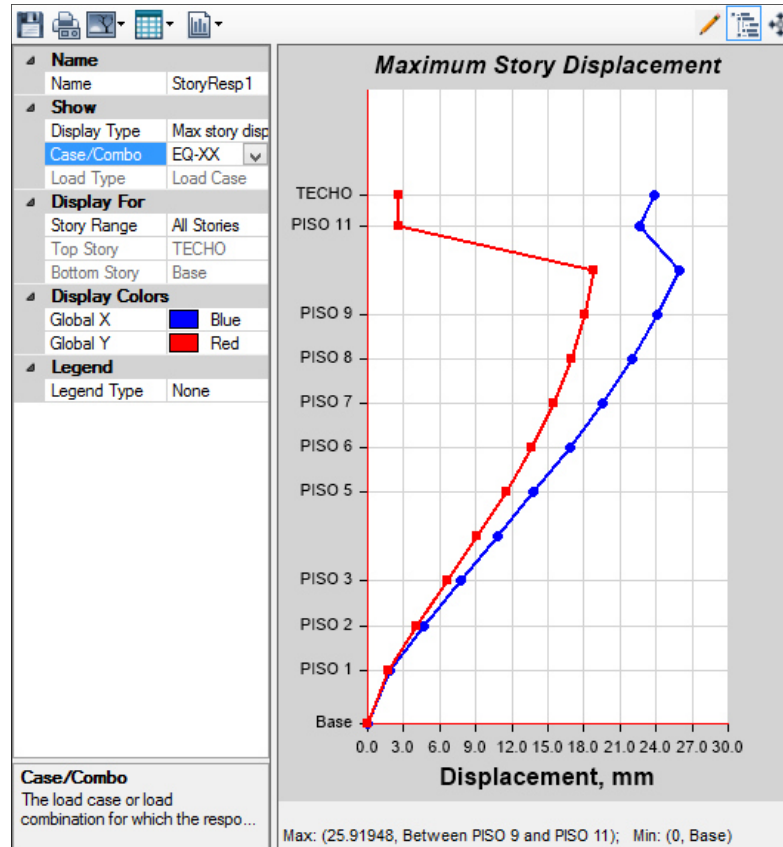 Name
Name StoryResp1
Show
Display Type Max story disp
Case/Combo EQ-XX
Load Type Load Case
Display For
Story Range All Stories
Top Story TECHO
Bottom Story Base
Display Colors
Global X Blue
Global Y Red
Legend
Legend Type None
Case/Combo
The load case or load
combination for which the respo...
Maximum Story Displacement
TECHO
PISO 11
PISO 9
PISO 8
PISO 7
PISO 6
PISO 5
PISO 3
PISO 2
PISO 1
Base
0.0 3.0 6.0 9.0 12.0 15.0 18.0 21.0 24.0 27.0 30.0
Displacement, mm
Max: (25.91948, Between PISO 9 and PISO 11); Min: (0, Base)